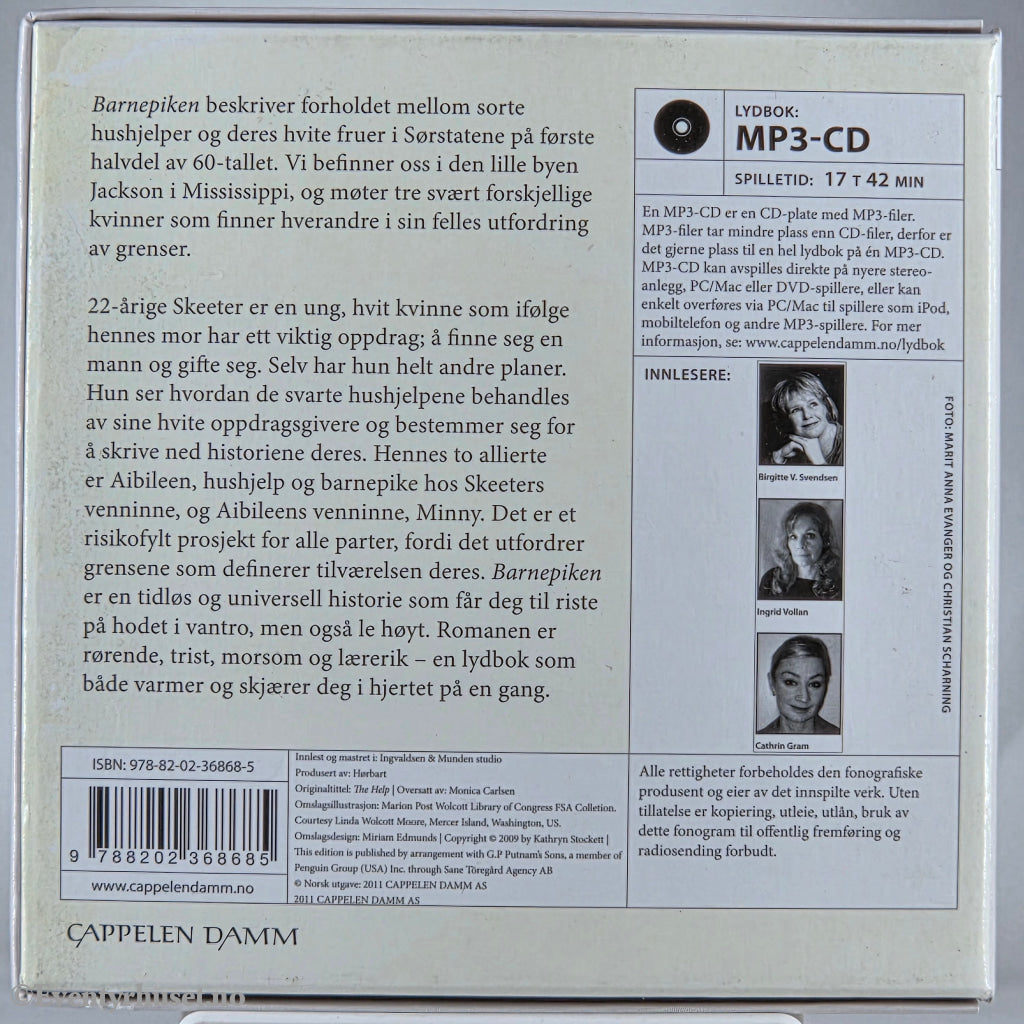 Barnepiken beskriver forholdet mellom sorte
hushjelper og deres hvite fruer i Sørstatene på første
halvdel av 60-tallet. Vi befinner oss i den lille byen
Jackson i Mississippi, og møter tre svært forskjellige
kvinner som finner hverandre i sin felles utfordring
av grenser.
22-årige Skeeter er en ung, hvit kvinne som ifølge
hennes mor har ett viktig oppdrag; å finne seg en
mann og gifte seg. Selv har hun helt andre planer.
Hun ser hvordan de svarte hushjelpene behandles
av sine hvite oppdragsgivere og bestemmer seg for
å skrive ned historiene deres. Hennes to allierte
er Aibileen, hushjelp og barnepike hos Skeeters
venninne, og Aibileens venninne, Minny. Det er et
risikofylt prosjekt for alle parter, fordi det utfordrer
grensene som definerer tilværelsen deres. Barnepiken
er en tidløs og universell historie som får deg til riste
på hodet i vantro, men også le høyt. Romanen er
rørende, trist, morsom og lærerik – en lydbok som
både varmer og skjærer deg i hjertet på en gang.
LYDBOK:
MP3-CD
SPILLETID: 17 T 42 MIN
En MP3-CD er en CD-plate med MP3-filer.
MP3-filer tar mindre plass enn CD-filer, derfor er
det gjerne plass til en hel lydbok på én MP3-CD.
MP3-CD kan avspilles direkte på nyere stereo-
anlegg, PC/Mac eller DVD-spillere, eller kan
enkelt overføres via PC/Mac til spillere som iPod,
mobiltelefon og andre MP3-spillere. For mer
informasjon, se: www.cappelendamm.no/lydbok
INNLESERE:
Birgitte V. Svendsen
Ingrid Vollan
Cathrin Gram
FOTO: MARIT ANNA EVANGER OG CHRISTIAN SCHARNING
ISBN: 978-82-02-36868-5
9 788202 368685
www.cappelendamm.no
Innlest og mastret i: Ingvaldsen & Munden studio
Produsert av: Hørbart
Originaltittel: The Help | Oversatt av: Monica Carlsen
Omslagsillustrasjon: Marion Post Wolcott Library of Congress FSA Colletion.
Courtesy Linda Wolcott Moore, Mercer Island, Washington, US.
Omslagsdesign: Miriam Edmunds | Copyright © 2009 by Kathryn Stockett |
This edition is published by arrangement with G.P Putnam's Sons, a member of
Penguin Group (USA) Inc. through Sane Töregård Agency AB
© Norsk utgave: 2011 CAPPELEN DAMM AS
2011 CAPPELEN DAMM AS
Alle rettigheter forbeholdes den fonografiske
produsent og eier av det innspilte verk. Uten
tillatelse er kopiering, utleie, utlån, bruk av
dette fonogram til offentlig fremføring og
radiosending forbudt.
CAPPELEN DAMM
©Eventyrhuset.no